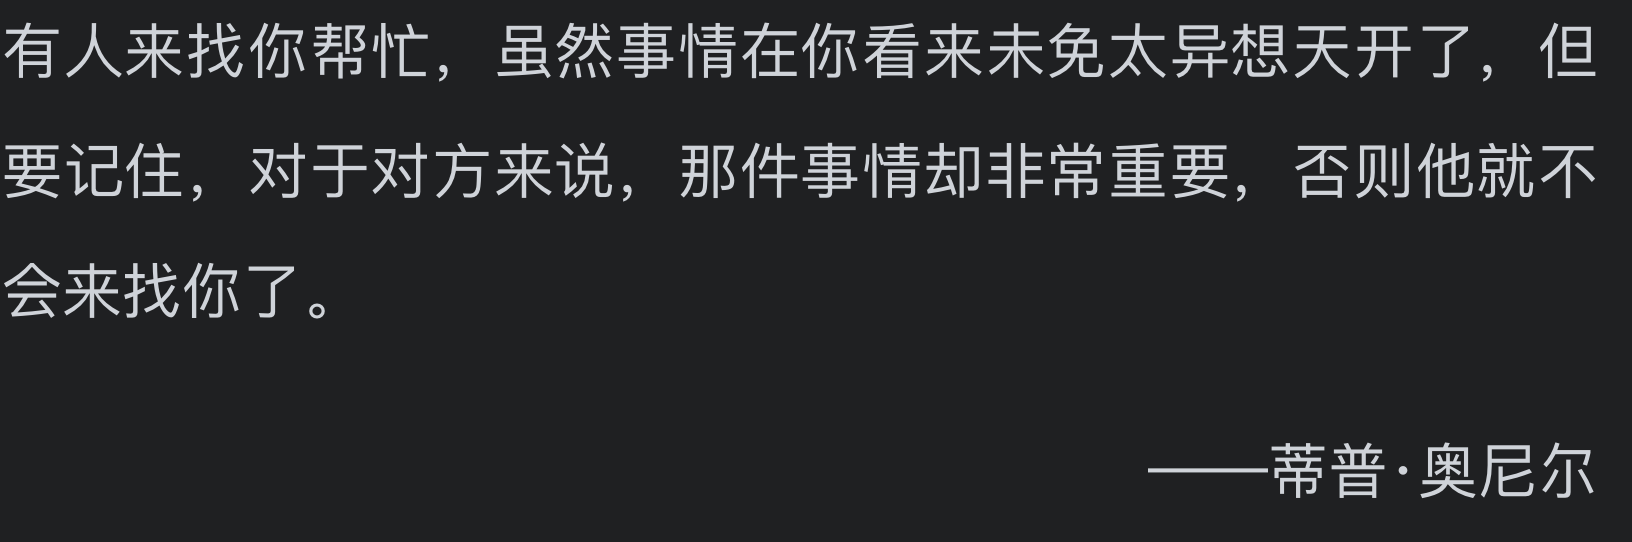 有人来找你帮忙，虽然事情在你看来未免太异想天开了，但
要记住，对于对方来说，那件事情却非常重要，否则他就不
会来找你了。
——蒂普·奥尼尔